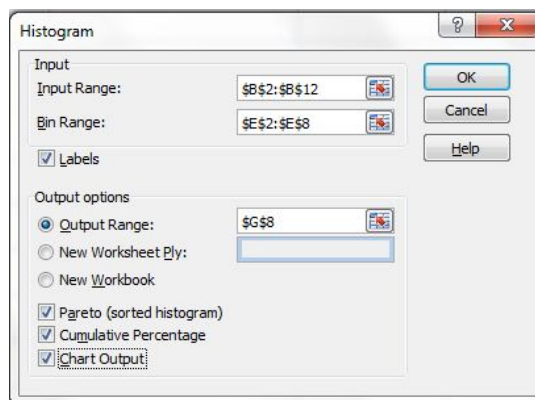 Histogram
Input
Input Range: $B$2:$B$12
Bin Range: $E$2:$E$8
Labels
OK
Cancel
Help
Output options
Output Range: $G$8
New Worksheet Ply:
New Workbook
Pareto (sorted histogram)
Cumulative Percentage
Chart Output